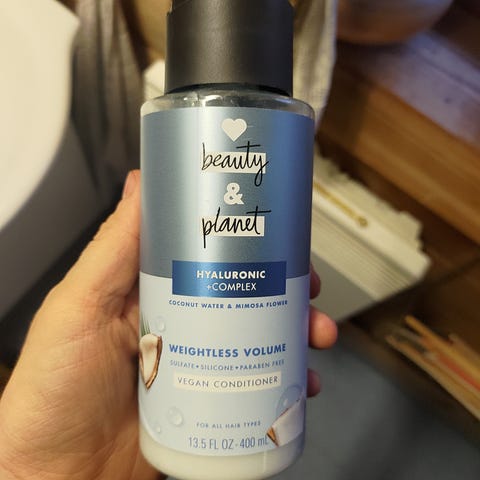 beauty
&
planet
HYALURONIC
+COMPLEX
COCONUT WATER & MIMOSA FLOWER
WEIGHTLESS VOLUME
SULFATE • SILICONE • PARABEN FREE
VEGAN CONDITIONER
FOR ALL HAIR TYPES
13.5 FL OZ · 400 mL